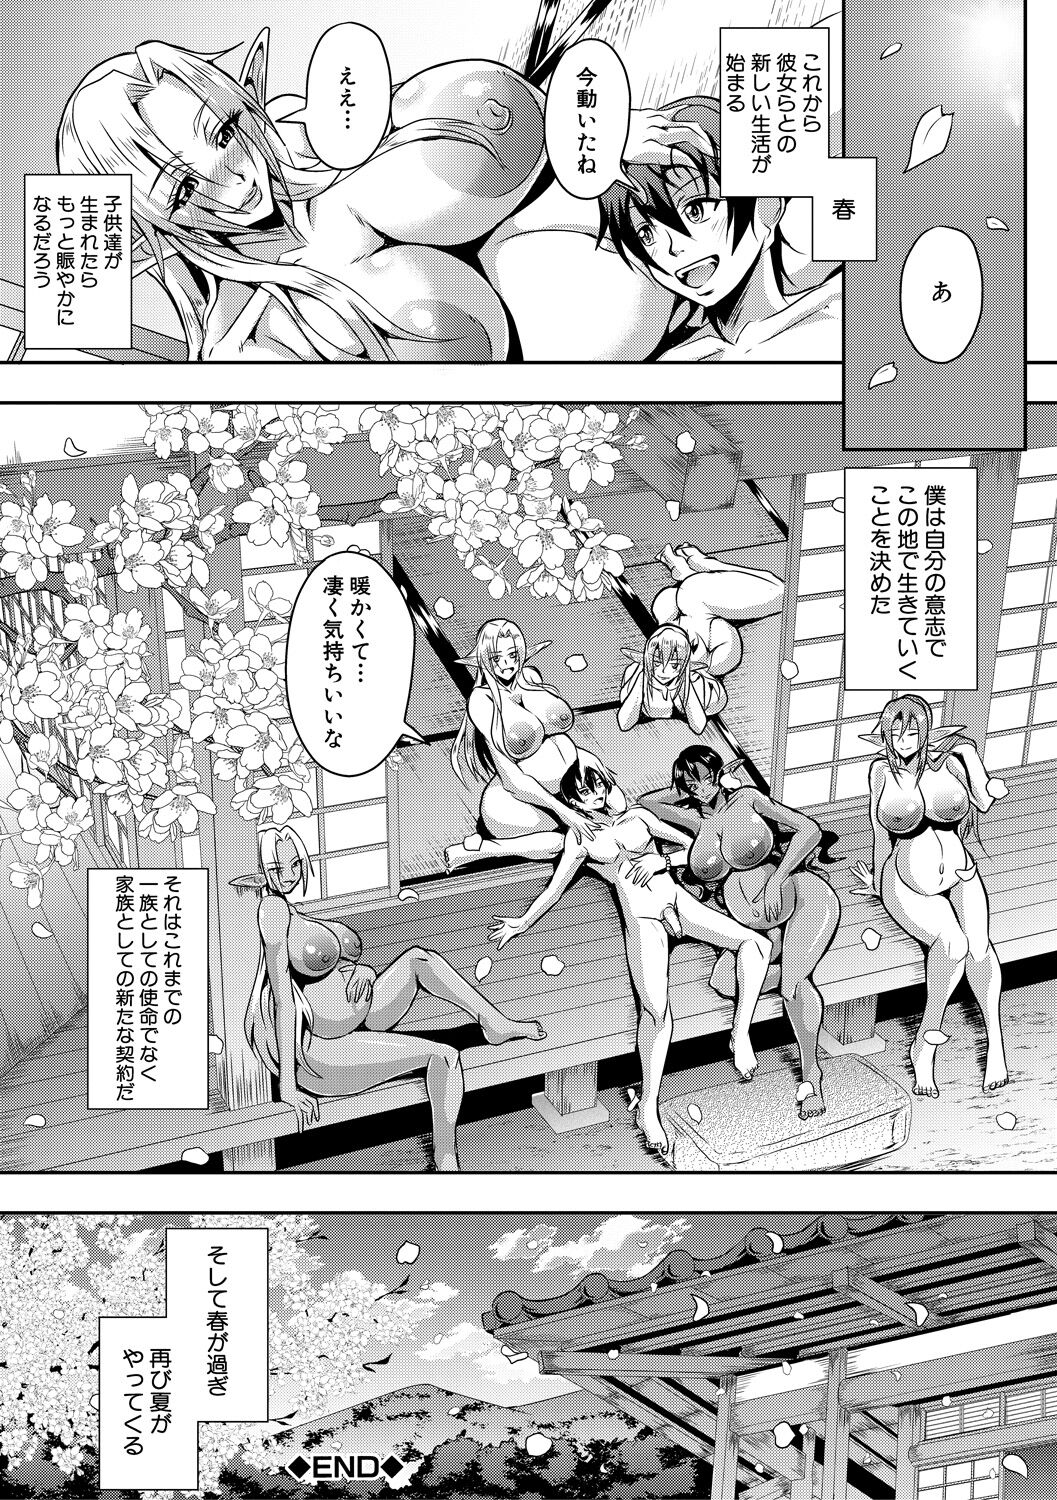 あ
春
これから
彼女らとの
新しい生活が
始まる
今動いたね
ええ…
子供達が
生まれたら
もっと賑やかに
なるだろう
僕は自分の意志で
この地で生きていく
ことを決めた
暖かくて…
凄く気持ちいいな
それはこれまでの
一族としての使命でなく
家族としての新たな契約だ
そして春が過ぎ
再び夏が
やってくる
◆END◆